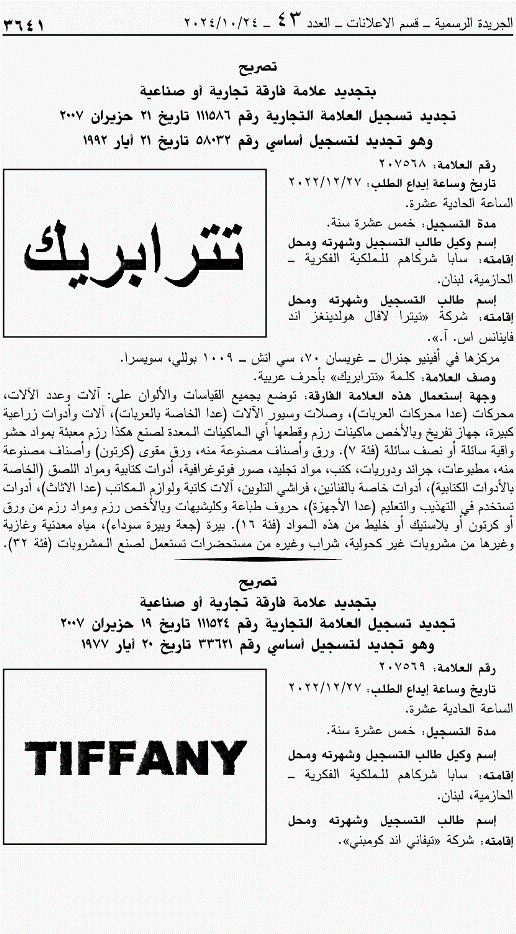 الجريدة الرسمية ــ قسم الاعلانات ــ العدد ٤٣ ــ ٢٠٢٤/١٠/٢٤
٣٦٤١
تصريح
بتجديد علامة فارقة تجارية أو صناعية
تجديد تسجيل العلامة التجارية رقم ١١١٥٨٦ تاريخ ٢١ حزيران ٢٠٠٧
وهو تجديد لتسجيل أساسي رقم ٥٨٠٣٢ تاريخ ٢١ أيار ١٩٩٢
رقم العلامة: ٢٠٧٥٦٨
تاريخ وساعة إيداع الطلب: ٢٠٢٢/١٢/٢٧
الساعة الحادية عشرة.
مدة التسجيل: خمس عشرة سنة.
إسم وكيل طالب التسجيل وشهرته ومحل
إقامته: سابا شركاهم للملكية الفكرية ــ
الحازمية، لبنان.
إسم طالب التسجيل وشهرته ومحل
إقامته: شركة «تيترا لافال هولدينغز اند
فاينانس اس. آ.».
تترابريك
مركزها في أفينيو جنرال ــ غويسان ٧٠، سي اتش ــ ١٠٠٩ بوللي، سويسرا.
وصف العلامة: كلمة «تترابريك» بأحرف عربية.
وجهة إستعمال هذه العلامة الفارقة: توضع بجميع القياسات والألوان على: آلات وعدد الآلات،
محركات (عدا محركات العربات)، وصلات وسيور الآلات (عدا الخاصة بالعربات)، آلات وأدوات زراعية
كبيرة، جهاز تفريخ وبالأخص ماكينات رزم وقطعها أي الماكينات المعدة لصنع هكذا رزم معبئة بمواد حشو
واقية سائلة أو نصف سائلة (فئة ٧). ورق وأصناف مصنوعة منه، ورق مقوى (كرتون) وأصناف مصنوعة
منه، مطبوعات، جرائد ودوريات، كتب، مواد تجليد، صور فوتوغرافية، أدوات كتابية ومواد اللصق (الخاصة
بالأدوات الكتابية)، أدوات خاصة بالفنانين، فراشي التلوين، آلات كاتبة ولوازم المكاتب (عدا الاثاث)، أدوات
تستخدم في التهذيب والتعليم (عدا الأجهزة)، حروف طباعة وكليشيهات وبالأخص رزم ومواد رزم من ورق
أو كرتون أو بلاستيك أو خليط من هذه المواد (فئة ١٦). بيرة (جعة وبيرة سوداء)، مياه معدنية وغازية
وغيرها من مشروبات غير كحولية، شراب وغيره من مستحضرات تستعمل لصنع المشروبات (فئة ٣٢).
تصريح
بتجديد علامة فارقة تجارية أو صناعية
تجديد تسجيل العلامة التجارية رقم ١١١٥٢٤ تاريخ ١٩ حزيران ٢٠٠٧
وهو تجديد لتسجيل أساسي رقم ٣٣٦٢١ تاريخ ٢٠ أيار ١٩٧٧
رقم العلامة: ٢٠٧٥٦٩
تاريخ وساعة إيداع الطلب: ٢٠٢٢/١٢/٢٧
الساعة الحادية عشرة.
مدة التسجيل: خمس عشرة سنة.
إسم وكيل طالب التسجيل وشهرته ومحل
إقامته: سابا شركاهم للملكية الفكرية ــ
الحازمية، لبنان.
إسم طالب التسجيل وشهرته ومحل
إقامته: شركة «تيفاني اند كومبني».
TIFFANY